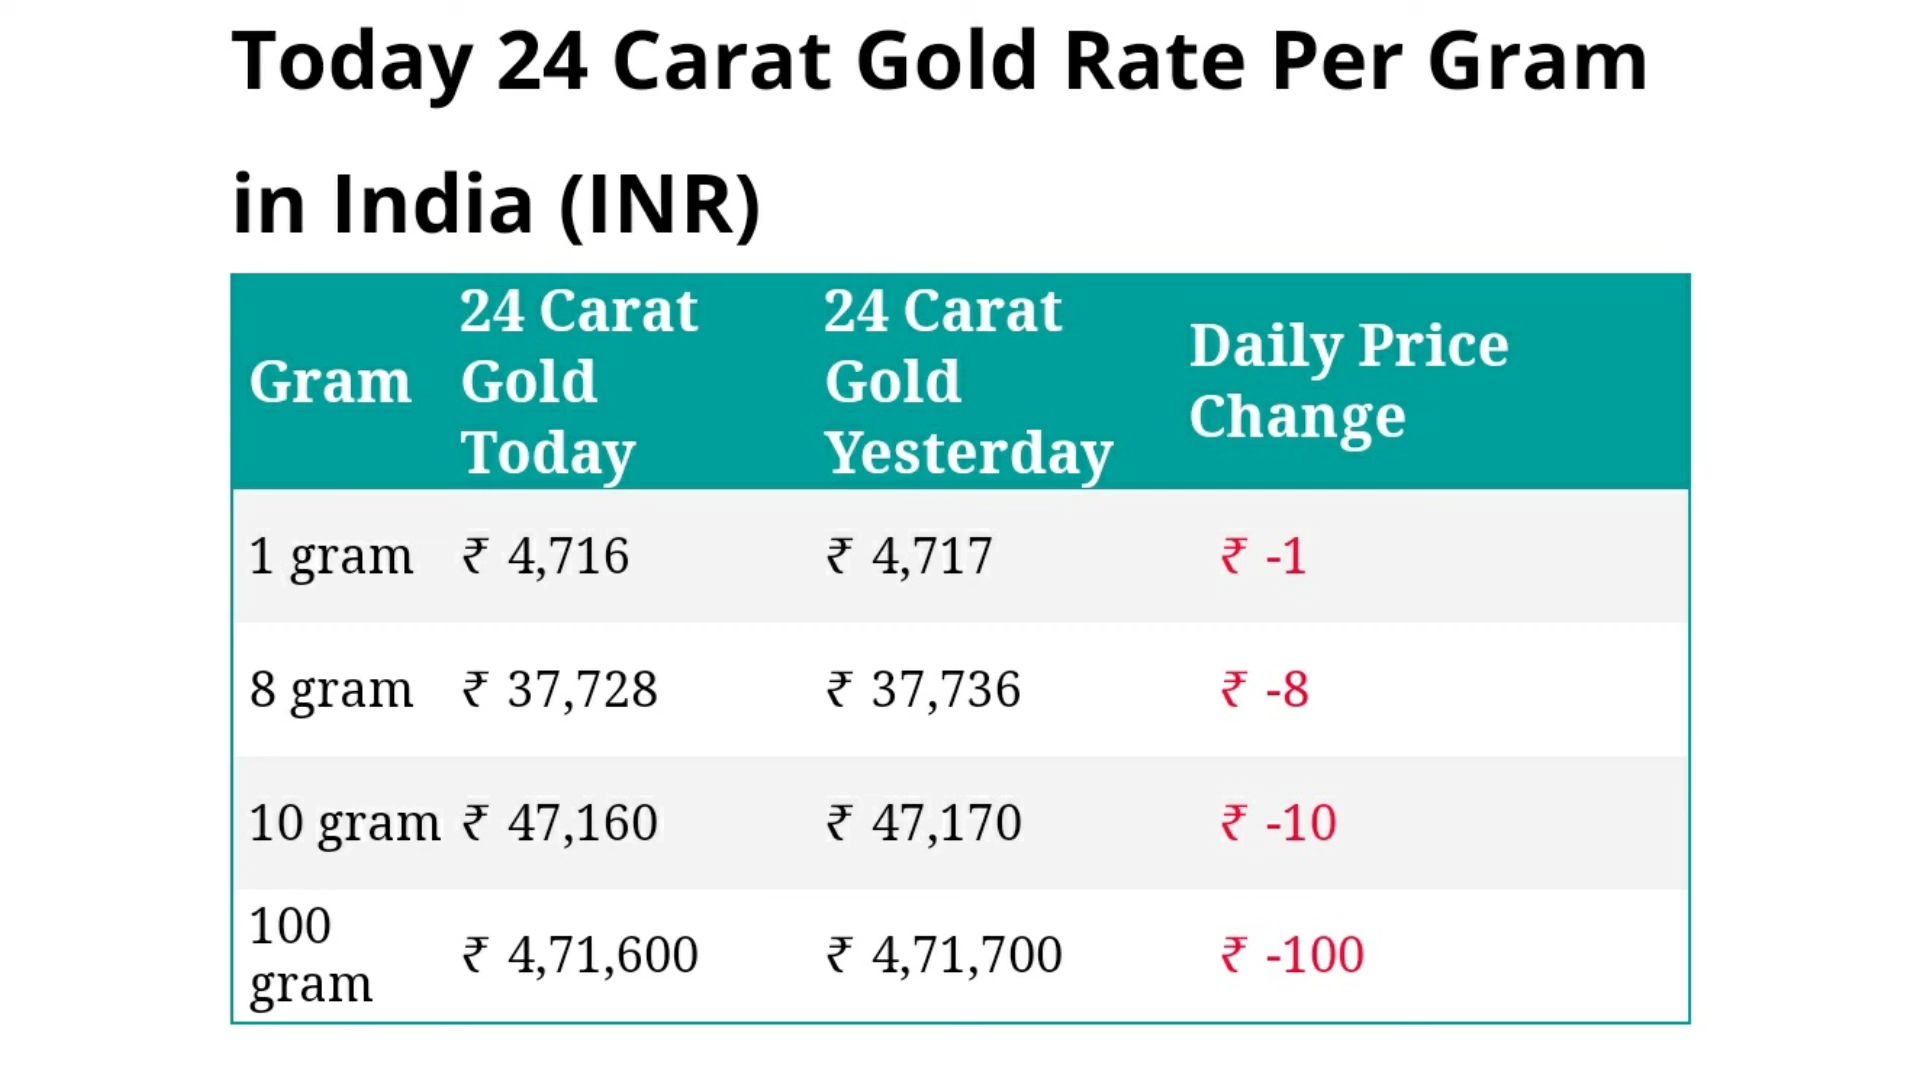 Today 24 Carat Gold Rate Per Gram
in India (INR)
Gram
24 Carat
Gold
Today
24 Carat
Gold
Yesterday
Daily Price
Change
1 gram ₹ 4,716 ₹ 4,717 ₹ -1
8 gram ₹ 37,728 ₹ 37,736 ₹ -8
10 gram ₹ 47,160 ₹ 47,170 ₹ -10
100
gram
₹ 4,71,600 ₹ 4,71,700 ₹ -100